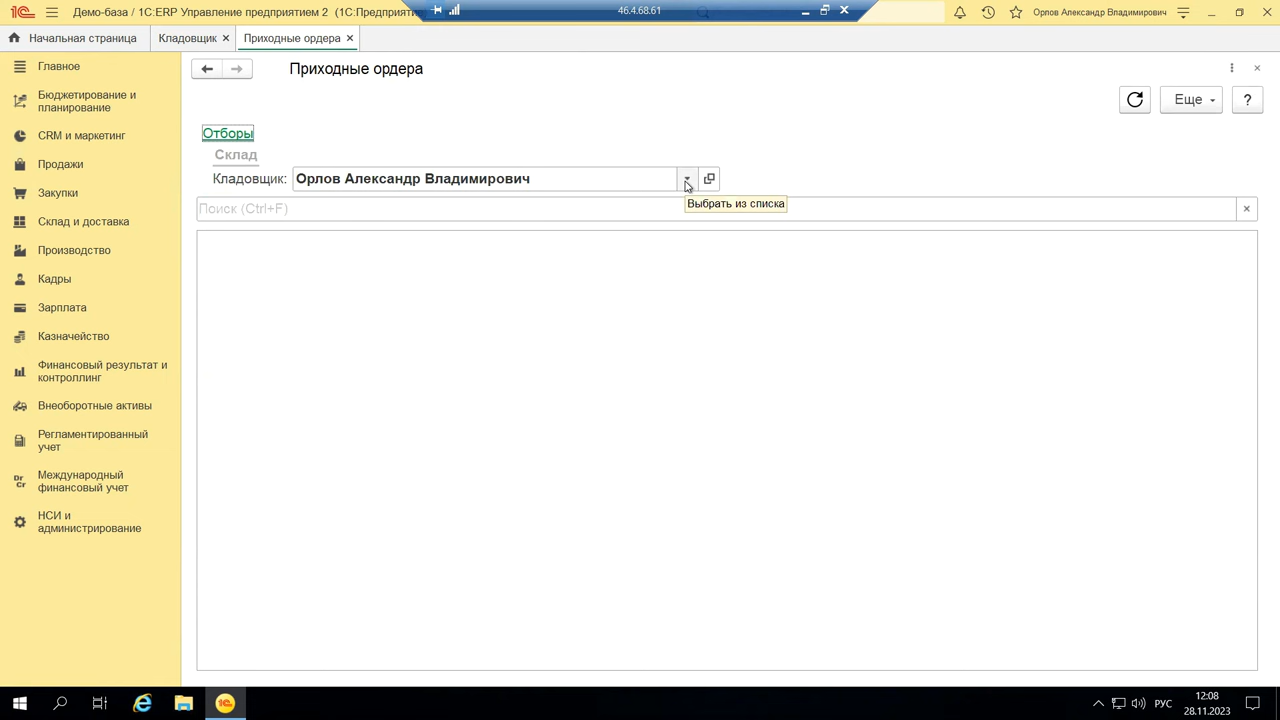 Демо-база / 1С:ERP Управление предприятием 2 (1С:Предприятие
46.4.68.61
Орлов Александр Владимирович
Начальная страница
Кладовщик ×
Приходные ордера ×
Главное
Бюджетирование и
планирование
CRM и маркетинг
Продажи
Закупки
Склад и доставка
Производство
Кадры
Зарплата
Казначейство
Финансовый результат и
контроллинг
Внеоборотные активы
Регламентированный
учет
Dr
Cr
Международный
финансовый учет
НСИ и
администрирование
Приходные ордера
Еще
?
Отборы
Склад
Кладовщик: Орлов Александр Владимирович
Выбрать из списка
Поиск (Ctrl+F)
РУС
12:08
28.11.2023